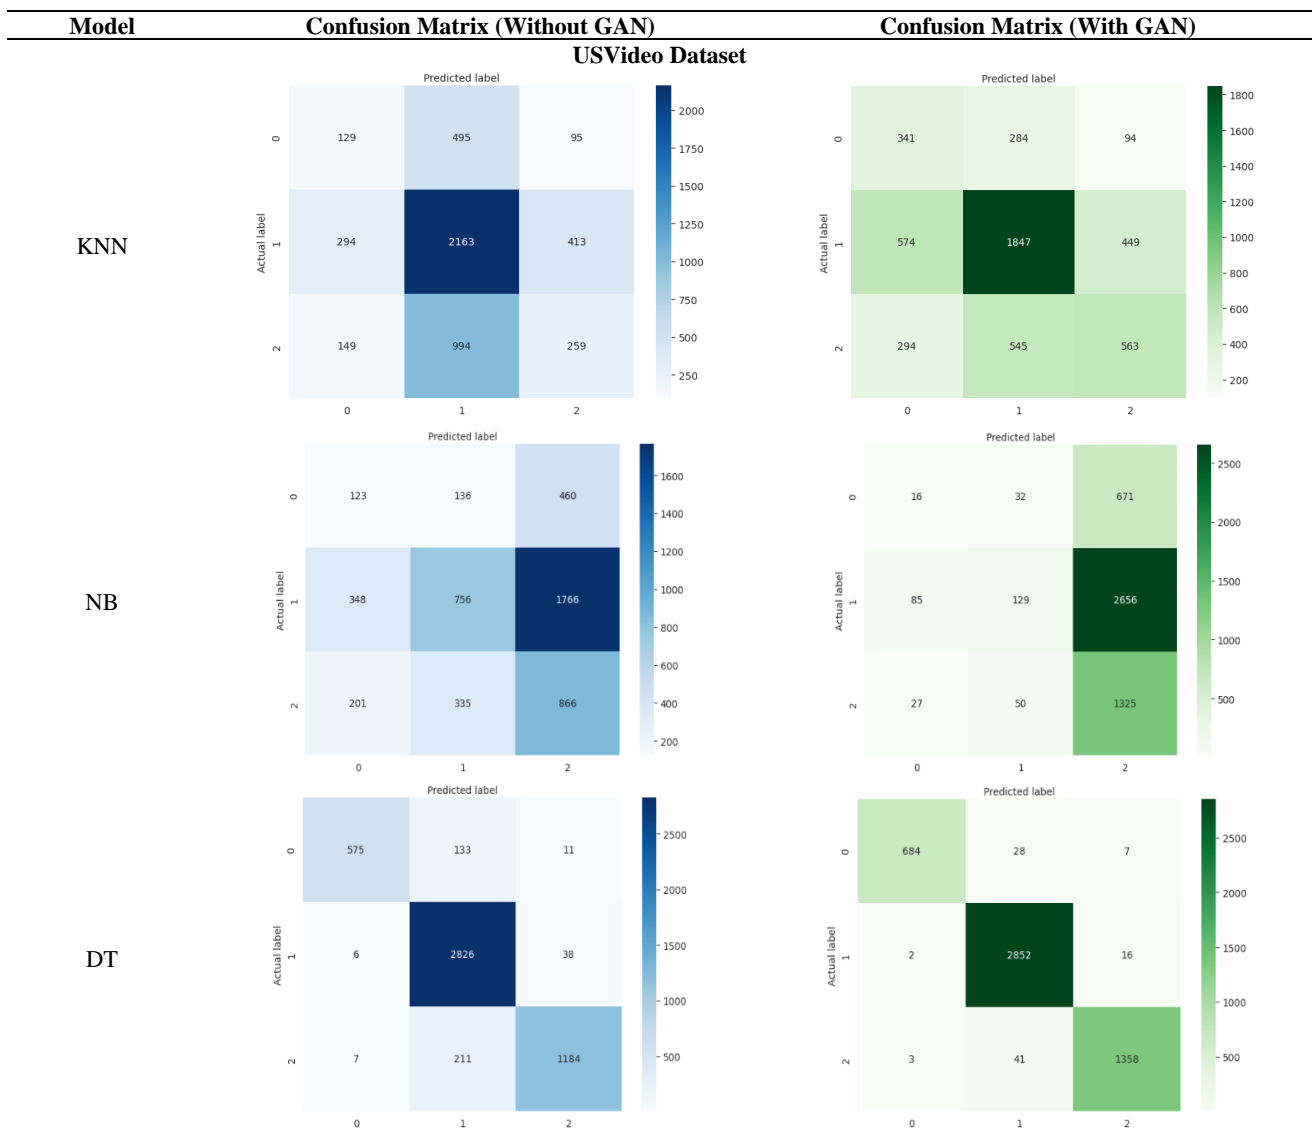 Model Confusion Matrix (Without GAN) Confusion Matrix (With GAN)
USVideo Dataset
KNN
Predicted label
Actual label
0 129 495 95
1 294 2163 413
2 149 994 259
0 1 2
2000
1750
1500
1250
1000
750
500
250
Predicted label
Actual label
0 341 284 94
1 574 1847 449
2 294 545 563
0 1 2
1800
1600
1400
1200
1000
800
600
400
200
NB
Predicted label
Actual label
0 123 136 460
1 348 756 1766
2 201 335 866
0 1 2
1600
1400
1200
1000
800
600
400
200
Predicted label
Actual label
0 16 32 671
1 85 129 2656
2 27 50 1325
0 1 2
2500
2000
1500
1000
500
DT
Predicted label
Actual label
0 575 133 11
1 6 2826 38
2 7 211 1184
0 1 2
2500
2000
1500
1000
500
Predicted label
Actual label
0 684 28 7
1 2 2852 16
2 3 41 1358
0 1 2
2500
2000
1500
1000
500